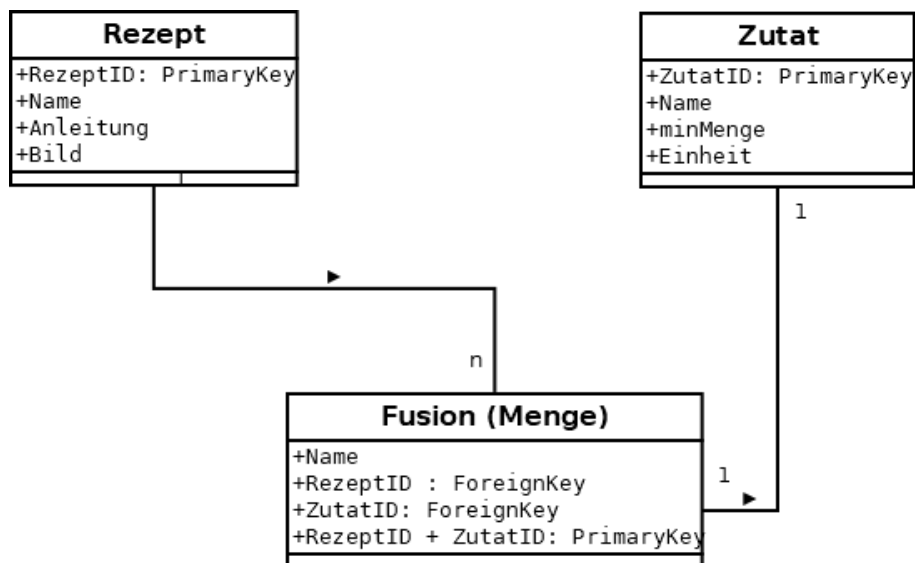 Rezept
+RezeptID: PrimaryKey
+Name
+Anleitung
+Bild
Zutat
+ZutatID: PrimaryKey
+Name
+minMenge
+Einheit
1
n
Fusion (Menge)
+Name
+RezeptID : ForeignKey
+ZutatID: ForeignKey
+RezeptID + ZutatID: PrimaryKey
1